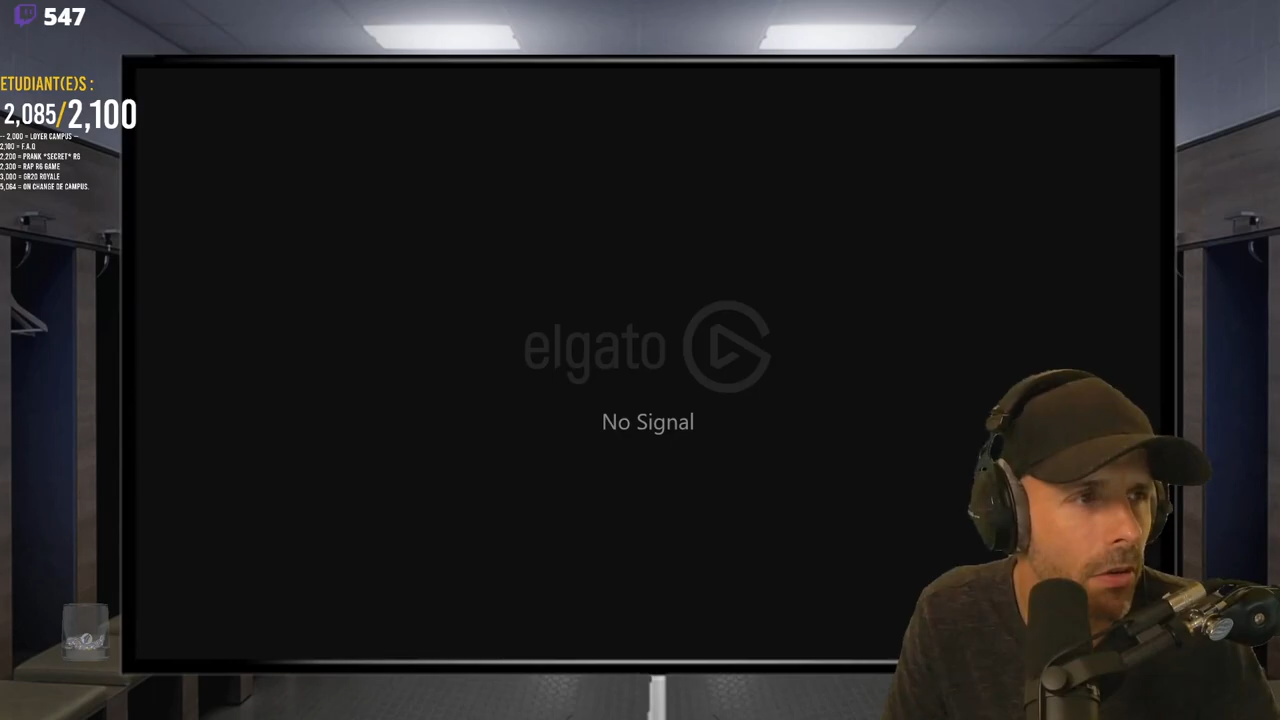 547
ETUDIANT(E)S :
2,085/2,100
-- 2,000 = LOYER CAMPUS --
2,100 = F.A.Q
2,200 = PRANK *SECRET* R6
2,300 = RAP R6 GAME
3,000 = GR20 ROYALE
5,064 = ON CHANGE DE CAMPUS.
elgato
No Signal